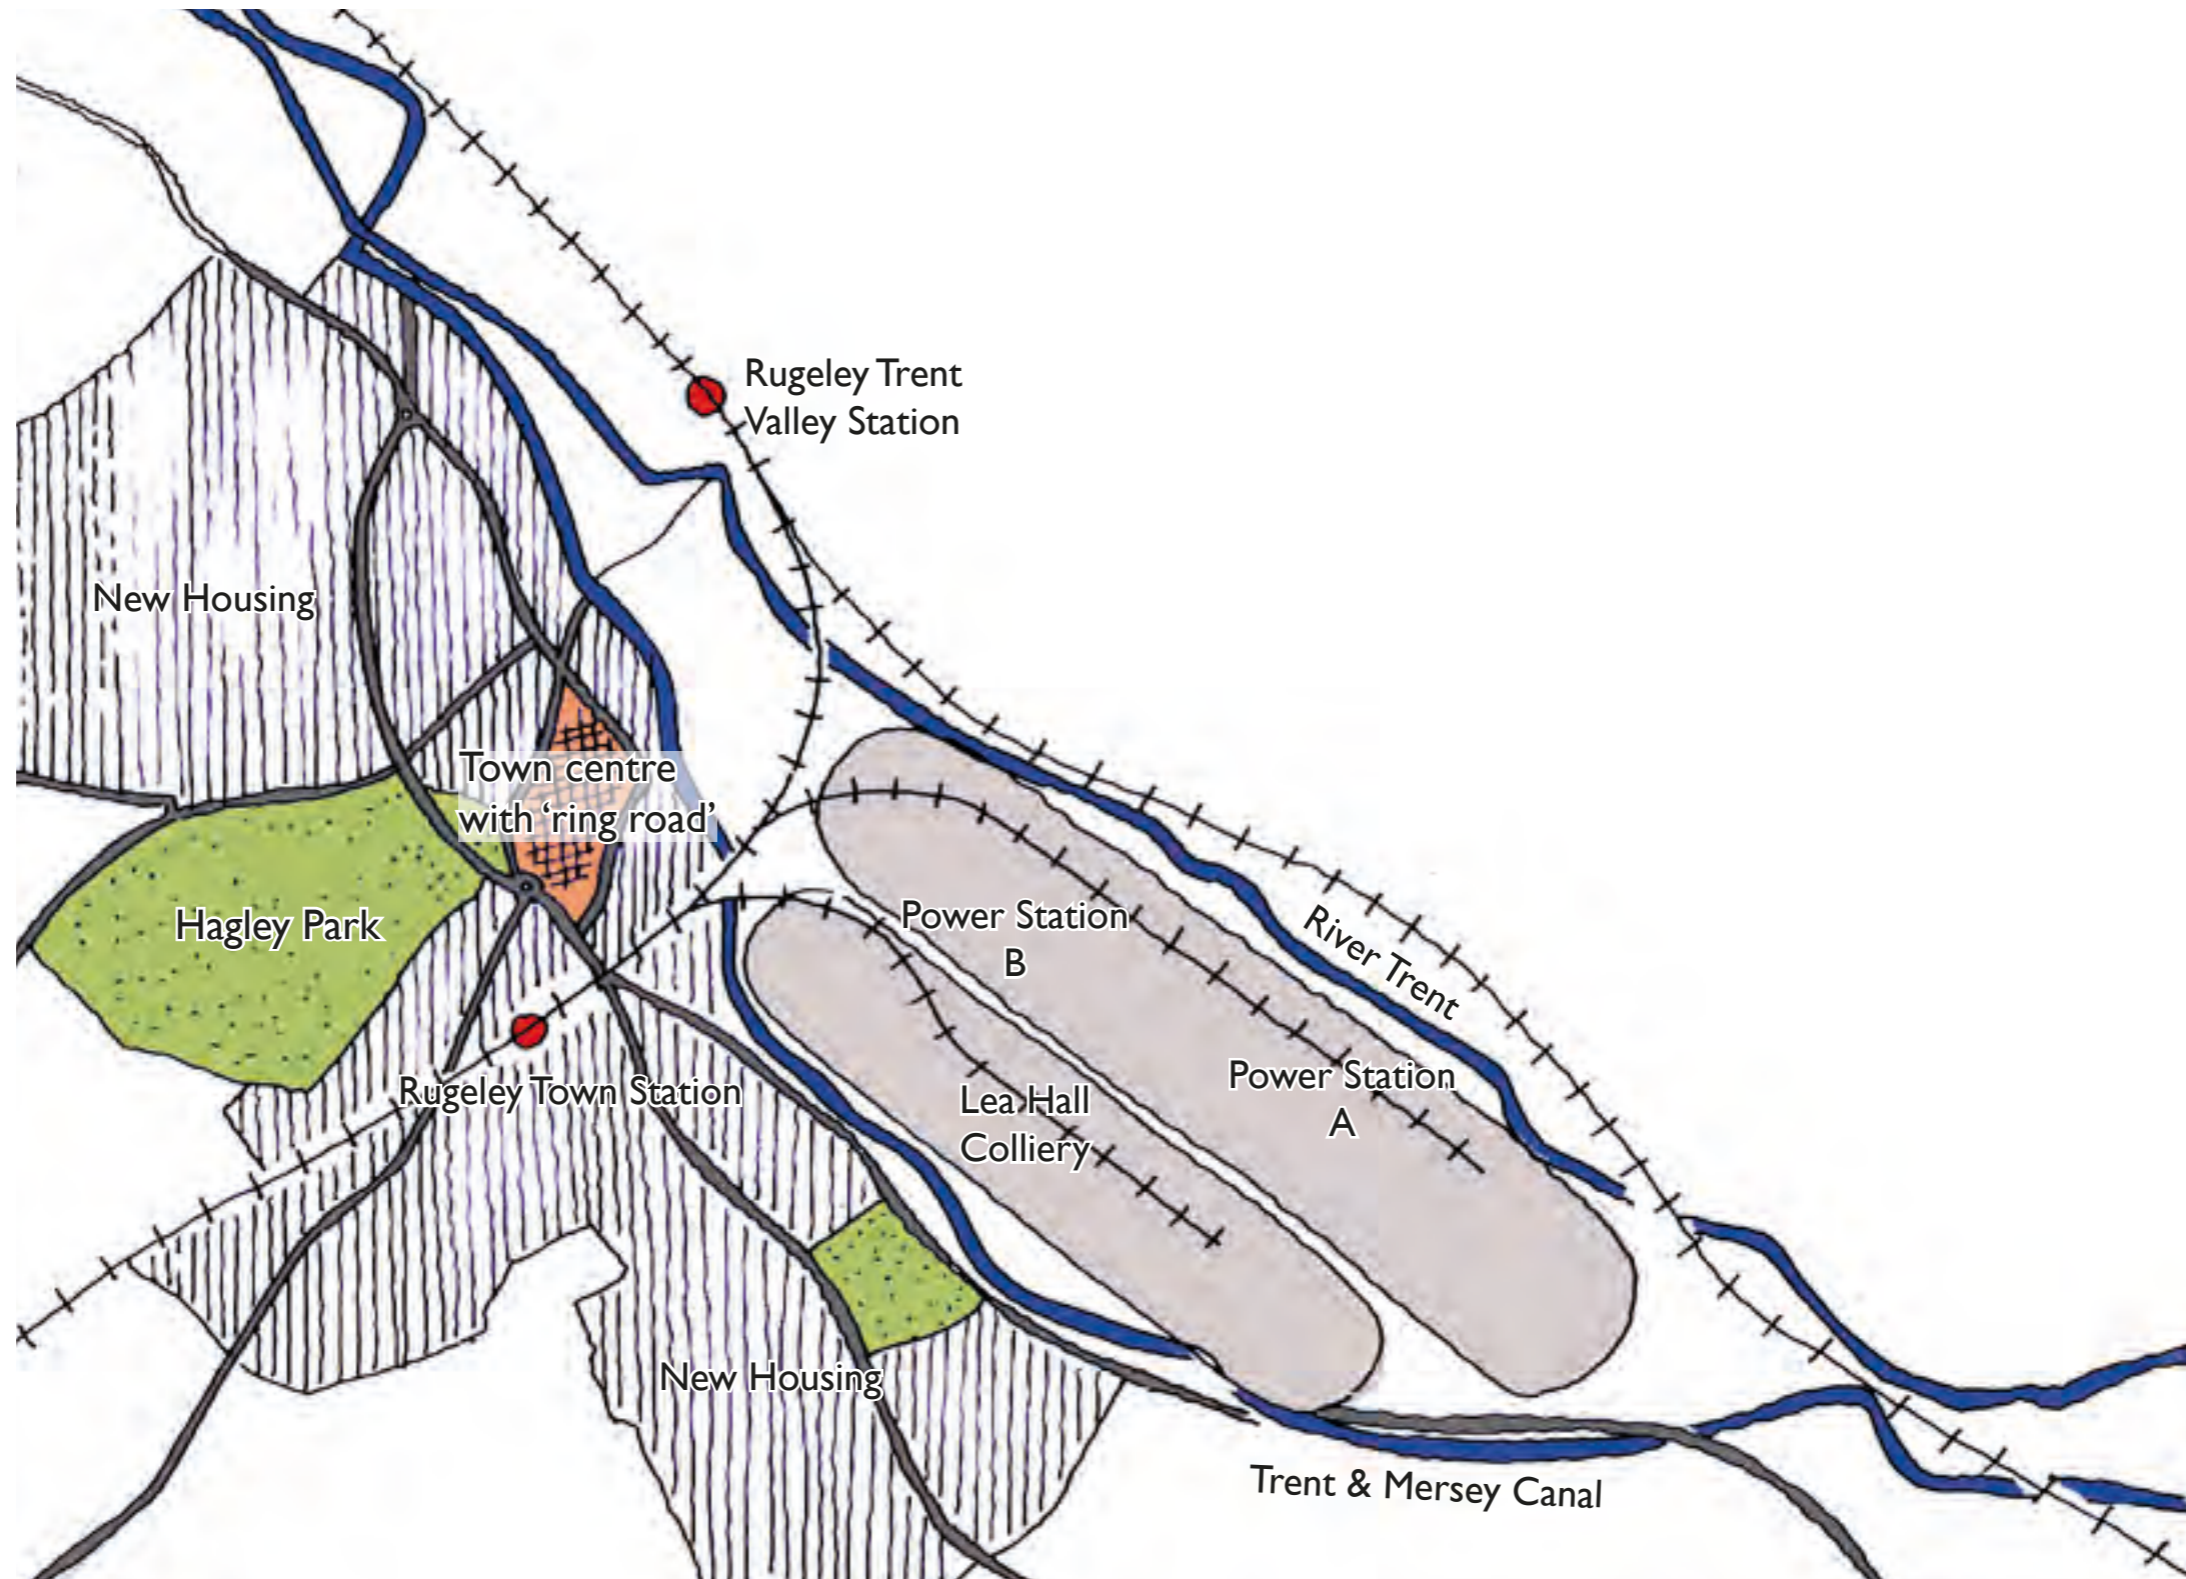 Rugeley Trent
Valley Station
New Housing
Town centre
with ‘ring road’
Hagley Park
Power Station
B
River Trent
Rugeley Town Station
Lea Hall
Colliery
Power Station
A
New Housing
Trent & Mersey Canal